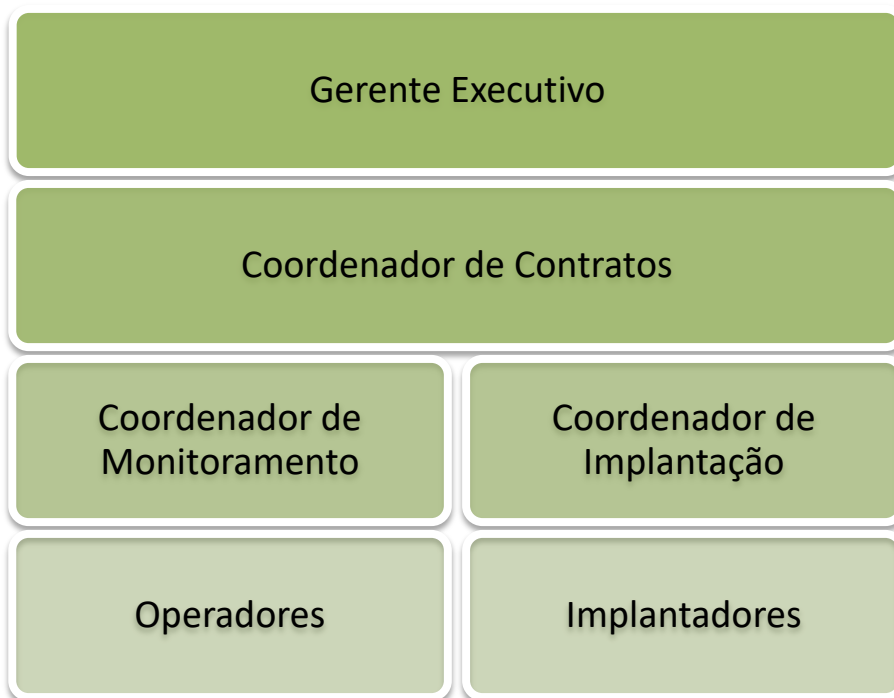 Gerente Executivo
Coordenador de Contratos
Coordenador de
Monitoramento
Coordenador de
Implantação
Operadores
Implantadores